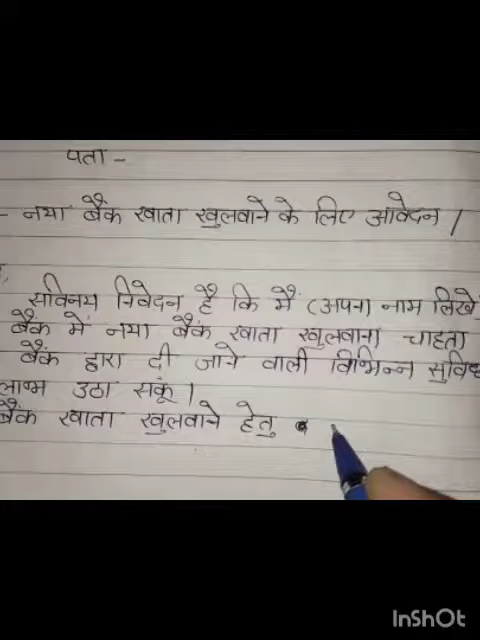 पता -
- नया बैंक खाता खुलवाने के लिए आवेदन।
सविनय निवेदन है कि मैं (अपना नाम लिखें
बैंक में नया बैंक खाता खुलवाना चाहता
बैंक द्वारा दी जाने वाली विभिन्न सुविध
लाभ उठा सकूं।
बैंक खाता खुलवाने हेतु
InShOt